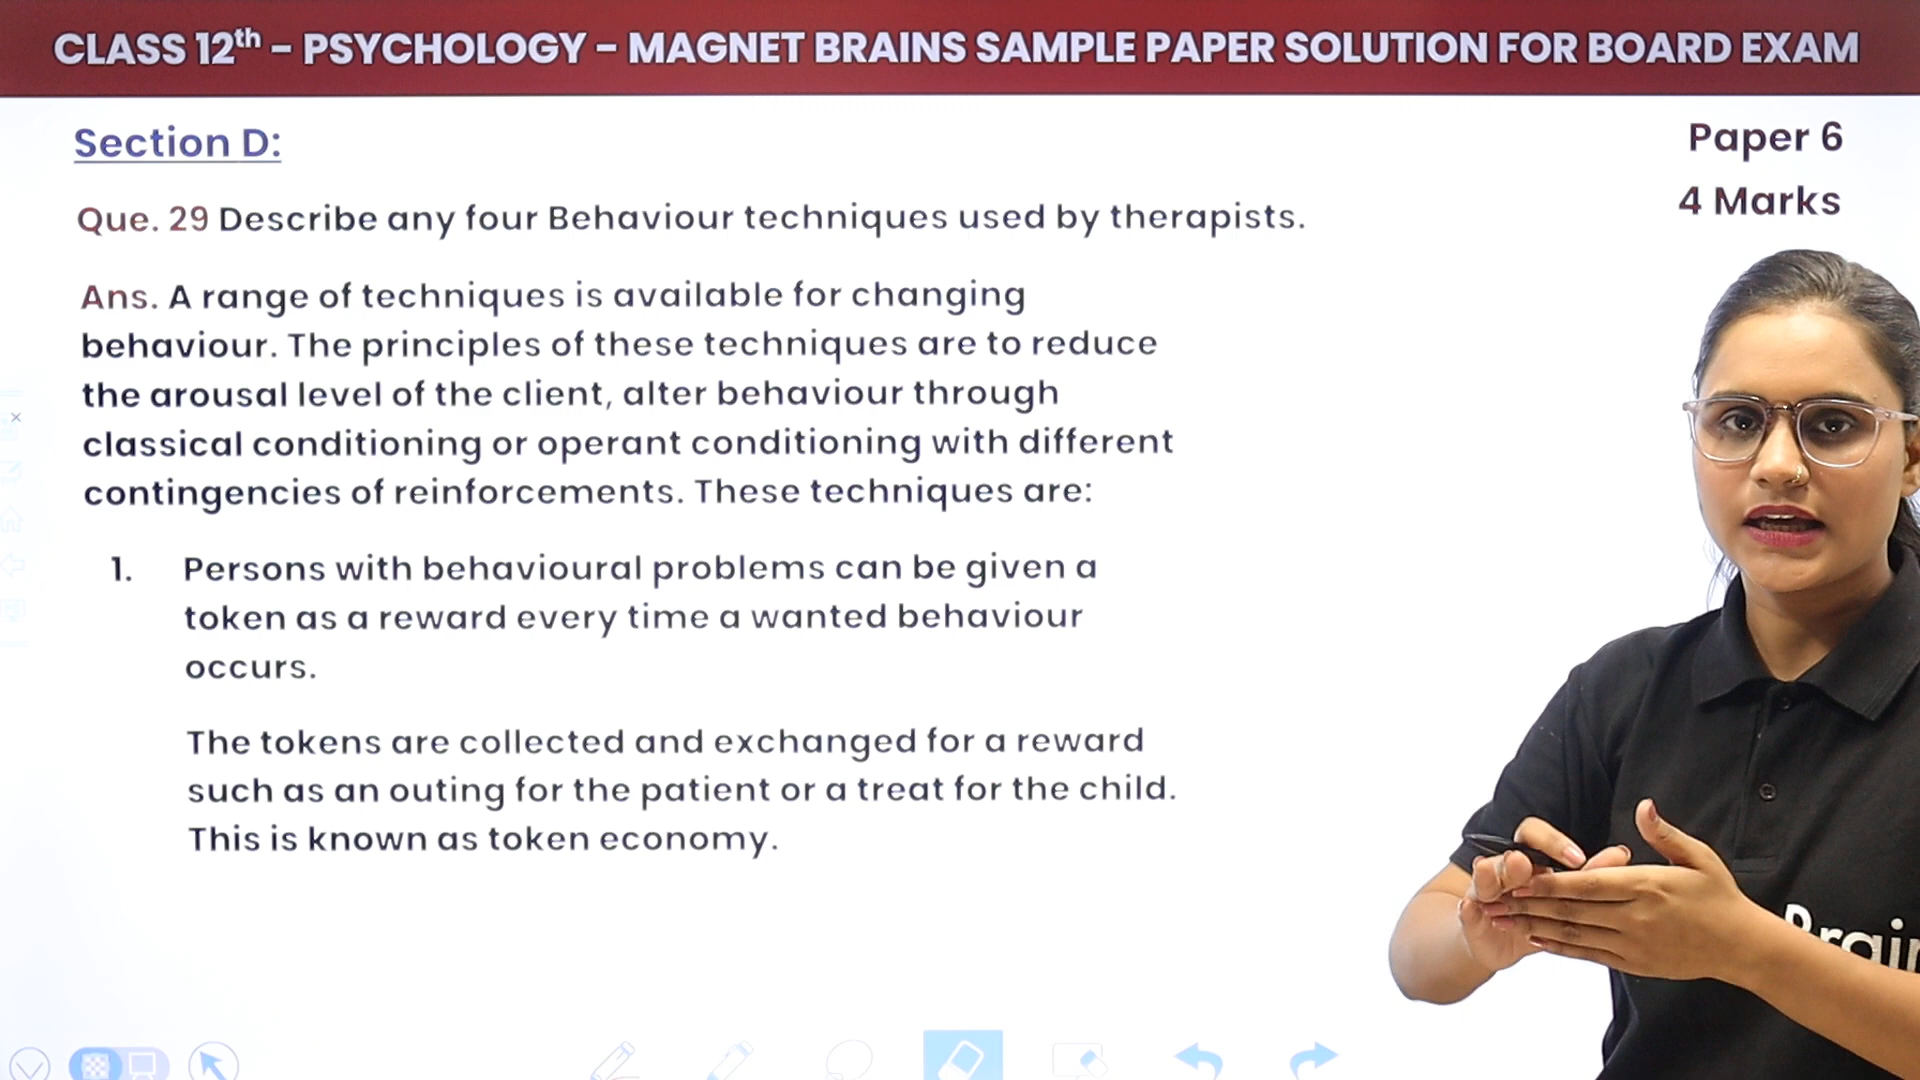 CLASS 12th – PSYCHOLOGY – MAGNET BRAINS SAMPLE PAPER SOLUTION FOR BOARD EXAM
Section D:
Paper 6
4 Marks
Que. 29 Describe any four Behaviour techniques used by therapists.
Ans. A range of techniques is available for changing
behaviour. The principles of these techniques are to reduce
the arousal level of the client, alter behaviour through
classical conditioning or operant conditioning with different
contingencies of reinforcements. These techniques are:
1. Persons with behavioural problems can be given a
token as a reward every time a wanted behaviour
occurs.
The tokens are collected and exchanged for a reward
such as an outing for the patient or a treat for the child.
This is known as token economy.